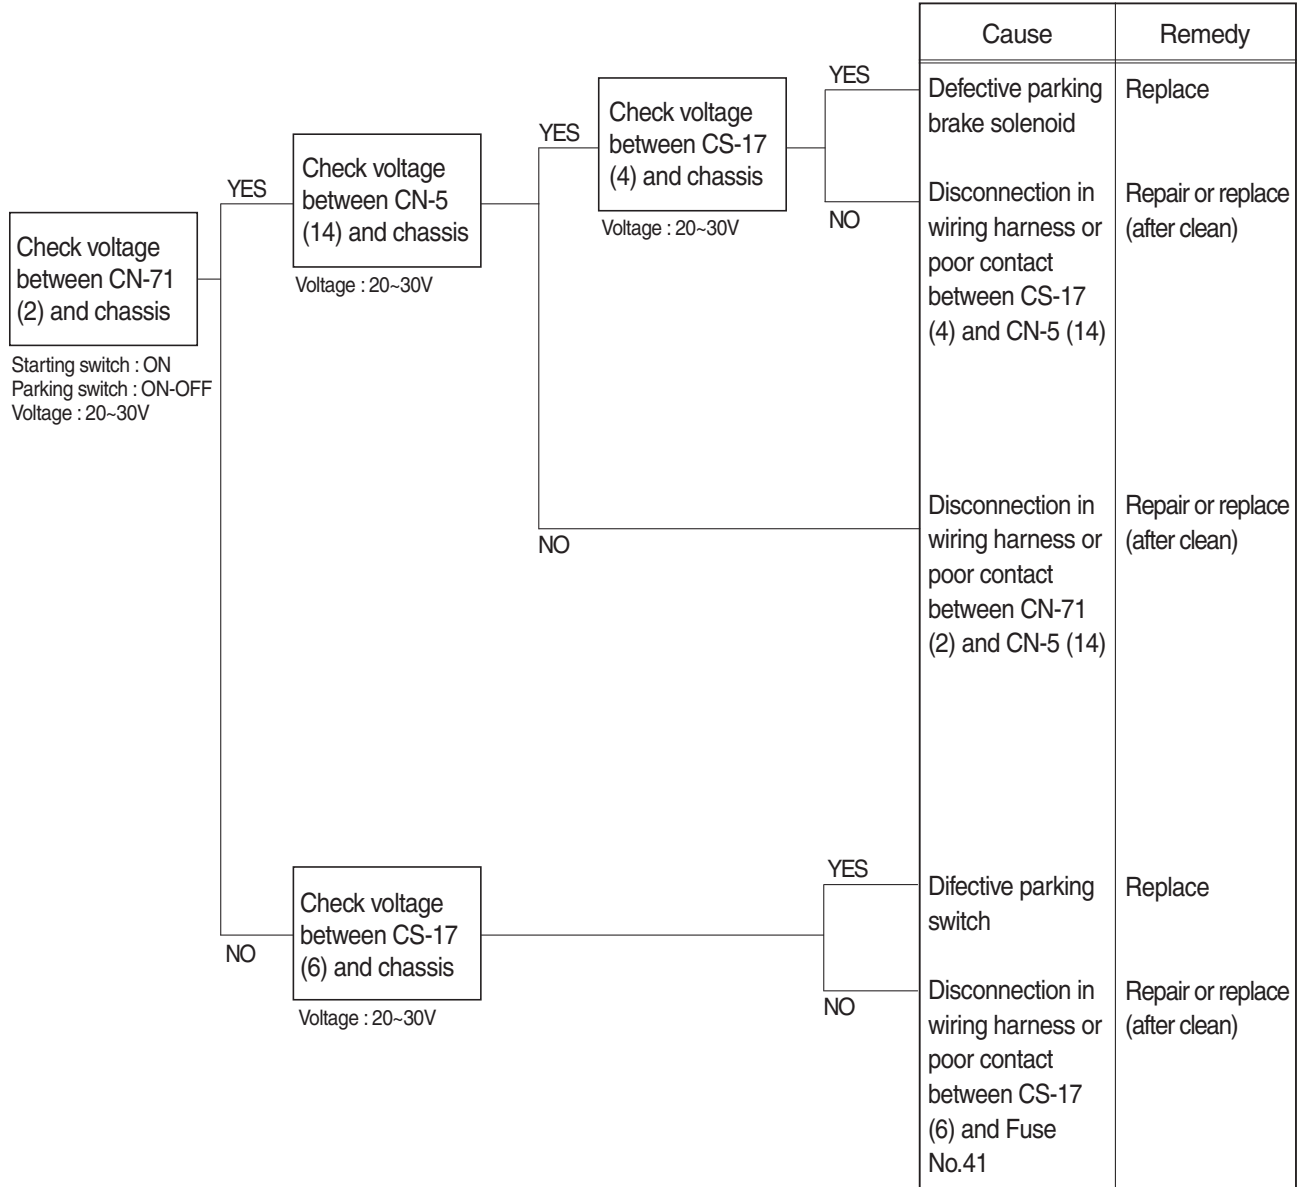 Cause
Remedy
YES
Defective parking
brake solenoid
Replace
Check voltage
between CS-17
(4) and chassis
Voltage : 20~30V
YES
NO
Disconnection in
wiring harness or
poor contact
between CS-17
(4) and CN-5 (14)
Repair or replace
(after clean)
Check voltage
between CN-5
(14) and chassis
Voltage : 20~30V
YES
Check voltage
between CN-71
(2) and chassis
Starting switch : ON
Parking switch : ON-OFF
Voltage : 20~30V
NO
Disconnection in
wiring harness or
poor contact
between CN-71
(2) and CN-5 (14)
Repair or replace
(after clean)
NO
Check voltage
between CS-17
(6) and chassis
Voltage : 20~30V
YES
Difective parking
switch
Replace
NO
Disconnection in
wiring harness or
poor contact
between CS-17
(6) and Fuse
No.41
Repair or replace
(after clean)